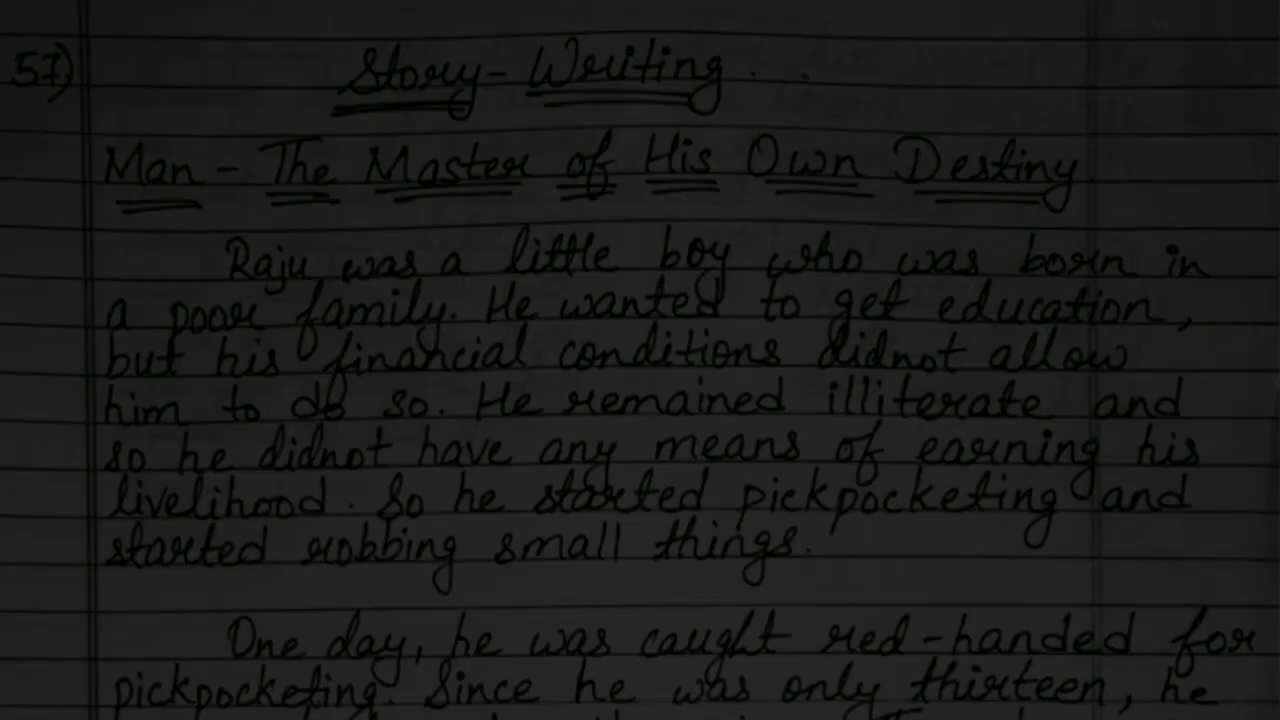 57) Story-Writing
Man - The Master of His Own Destiny
Raju was a little boy who was born in
a poor family. He wanted to get education,
but his financial conditions didnot allow
him to do so. He remained illiterate and
so he didnot have any means of earning his
livelihood. So he started pickpocketing and
started robbing small things.
One day, he was caught red-handed for
pickpocketing. Since he was only thirteen, he